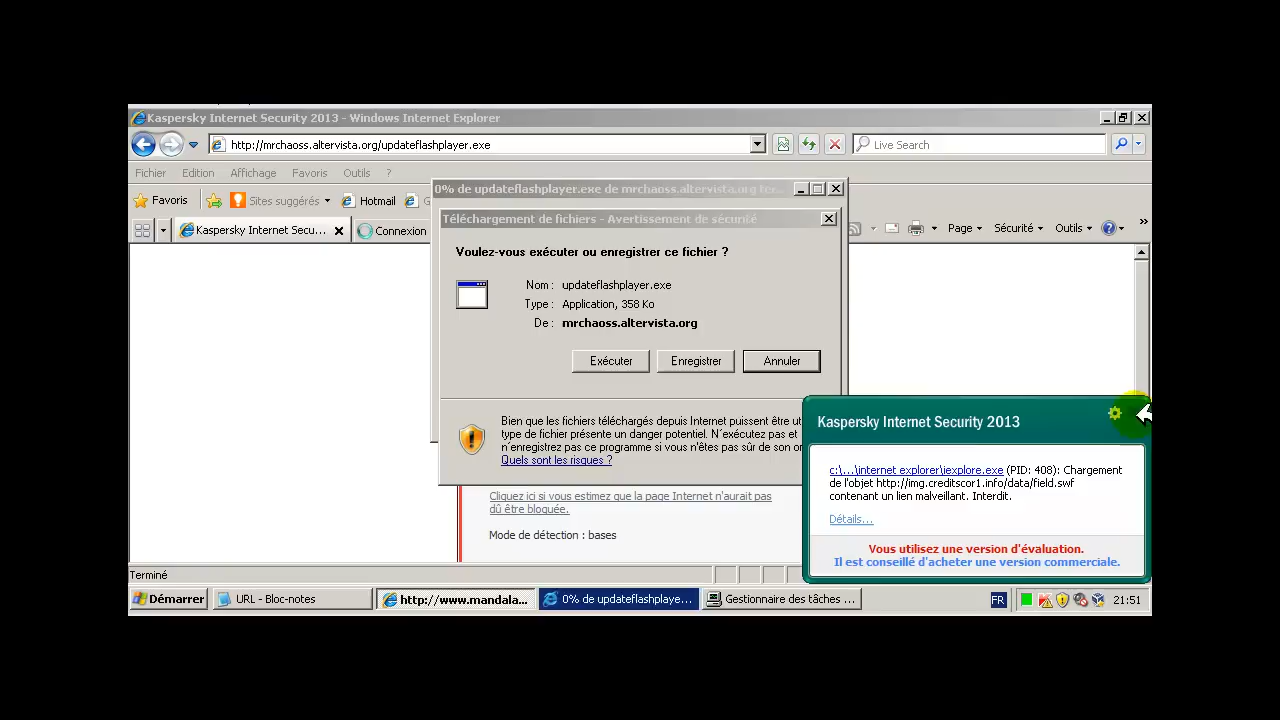 Kaspersky Internet Security 2013 - Windows Internet Explorer
http://mrchaoss.altervista.org/updateflashplayer.exe
Live Search
Fichier Edition Affichage Favoris Outils ?
Favoris Sites suggérés Hotmail
Kaspersky Internet Secu... Connexion
Page Sécurité Outils »
0% de updateflashplayer.exe de mrchaoss.altervista.org ter...
Téléchargement de fichiers - Avertissement de sécurité
Voulez-vous exécuter ou enregistrer ce fichier ?
Nom : updateflashplayer.exe
Type : Application, 358 Ko
De : mrchaoss.altervista.org
Exécuter Enregistrer Annuler
Bien que les fichiers téléchargés depuis Internet puissent être
type de fichier présente un danger potentiel. N'exécutez pas et
n'enregistrez pas ce programme si vous n'êtes pas sûr de son
Quels sont les risques ?
Cliquez ici si vous estimez que la page Internet n'aurait pas
dû être bloquée.
Mode de détection : bases
Kaspersky Internet Security 2013
c:\...\internet explorer\iexplore.exe (PID: 408): Chargement
de l'objet http://img.creditscor1.info/data/field.swf
contenant un lien malveillant. Interdit.
Détails...
Vous utilisez une version d'évaluation.
Il est conseillé d'acheter une version commerciale.
Terminé
Démarrer URL - Bloc-notes http://www.mandala... 0% de updateflashplaye... Gestionnaire des tâches ... FR 21:51